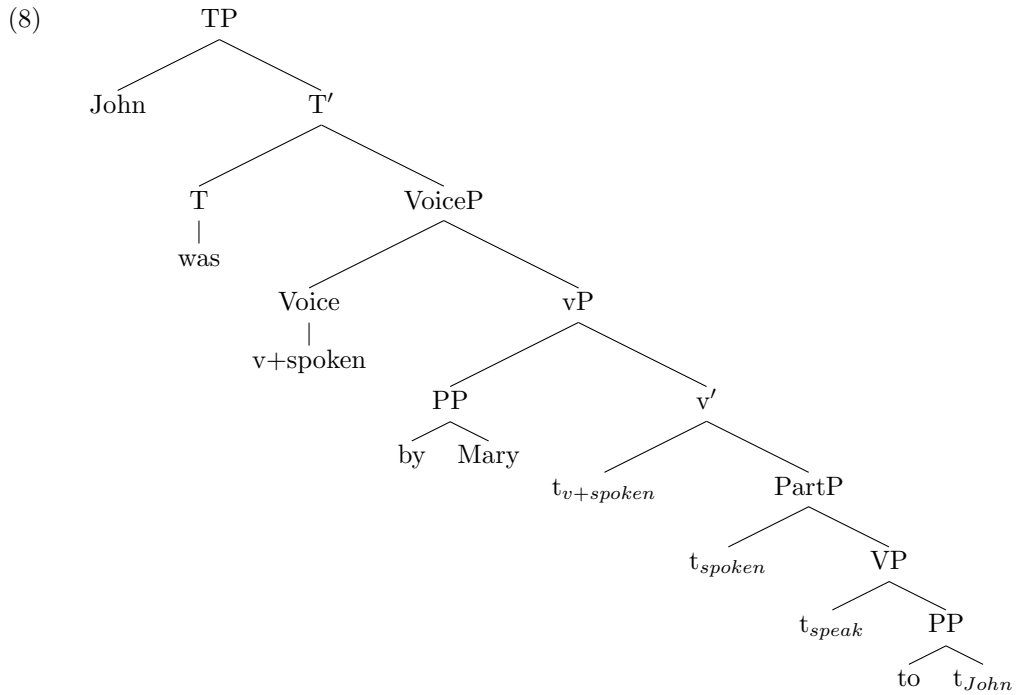 (8)
TP
John T′
T VoiceP
was
Voice vP
v+spoken
PP v'
by Mary
t_{v+spoken} PartP
t_{spoken} VP
t_{speak} PP
to t_{John}